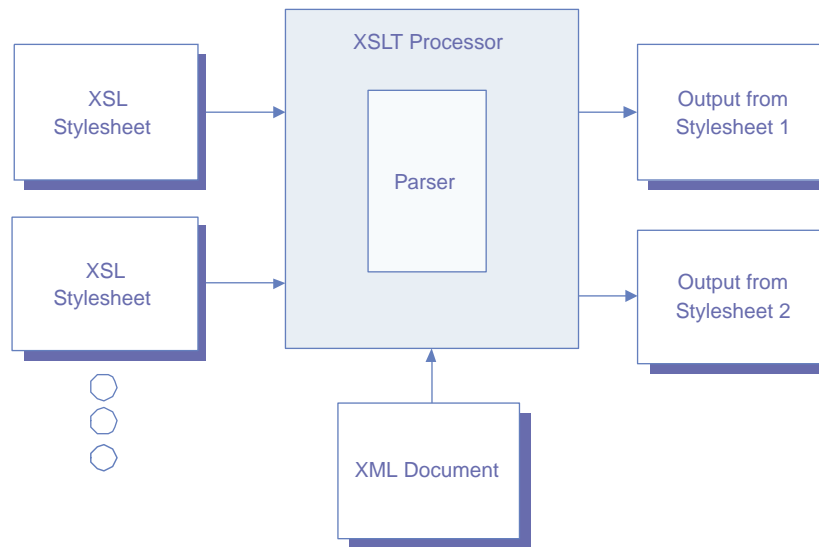 XSLT Processor
XSL
Stylesheet
Parser
Output from
Stylesheet 1
XSL
Stylesheet
Output from
Stylesheet 2
XML Document